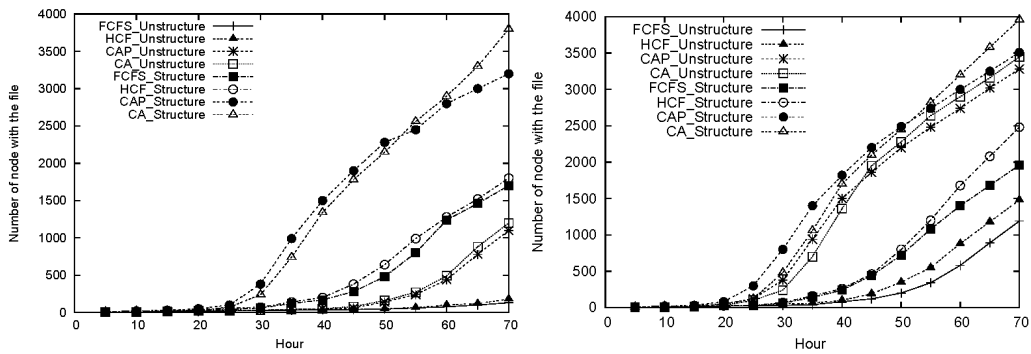 4000
3500
3000
2500
2000
1500
1000
500
0
Number of node with the file
FCFS_Unstructure
HCF_Unstructure
CAP_Unstructure
CA_Unstructure
FCFS_Structure
HCF_Structure
CAP_Structure
CA_Structure
0 10 20 30 40 50 60 70
Hour
4000
3500
3000
2500
2000
1500
1000
500
0
Number of node with the file
FCFS_Unstructure
HCF_Unstructure
CAP_Unstructure
CA_Unstructure
FCFS_Structure
HCF_Structure
CAP_Structure
CA_Structure
0 10 20 30 40 50 60 70
Hour